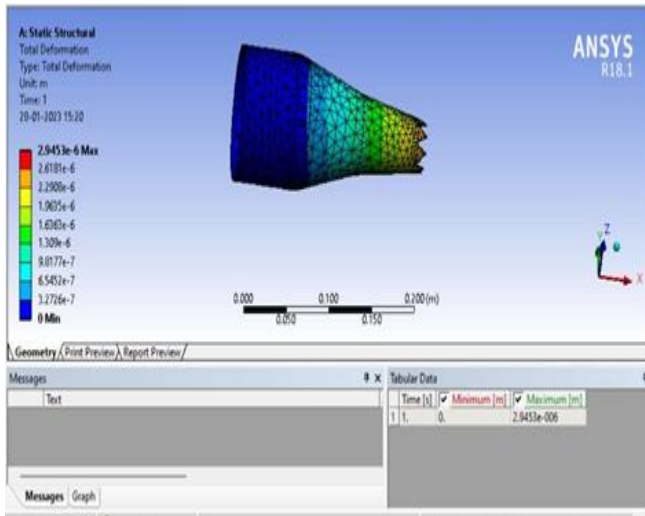 A: Static Structural
Total Deformation
Type: Total Deformation
Unit: m
Time: 1
28-01-2023 15:20
ANSYS
R18.1
2.9453e-6 Max
2.6181e-6
2.2908e-6
1.9635e-6
1.6363e-6
1.309e-6
9.8177e-7
6.5452e-7
3.2726e-7
0 Min
Z
Y
X
0.000 0.100 0.200 (m)
0.050 0.150
Geometry Print Preview Report Preview
Messages
Text
Messages Graph
Tabular Data
Time [s] Minimum [m] Maximum [m]
1 1. 0. 2.9453e-006